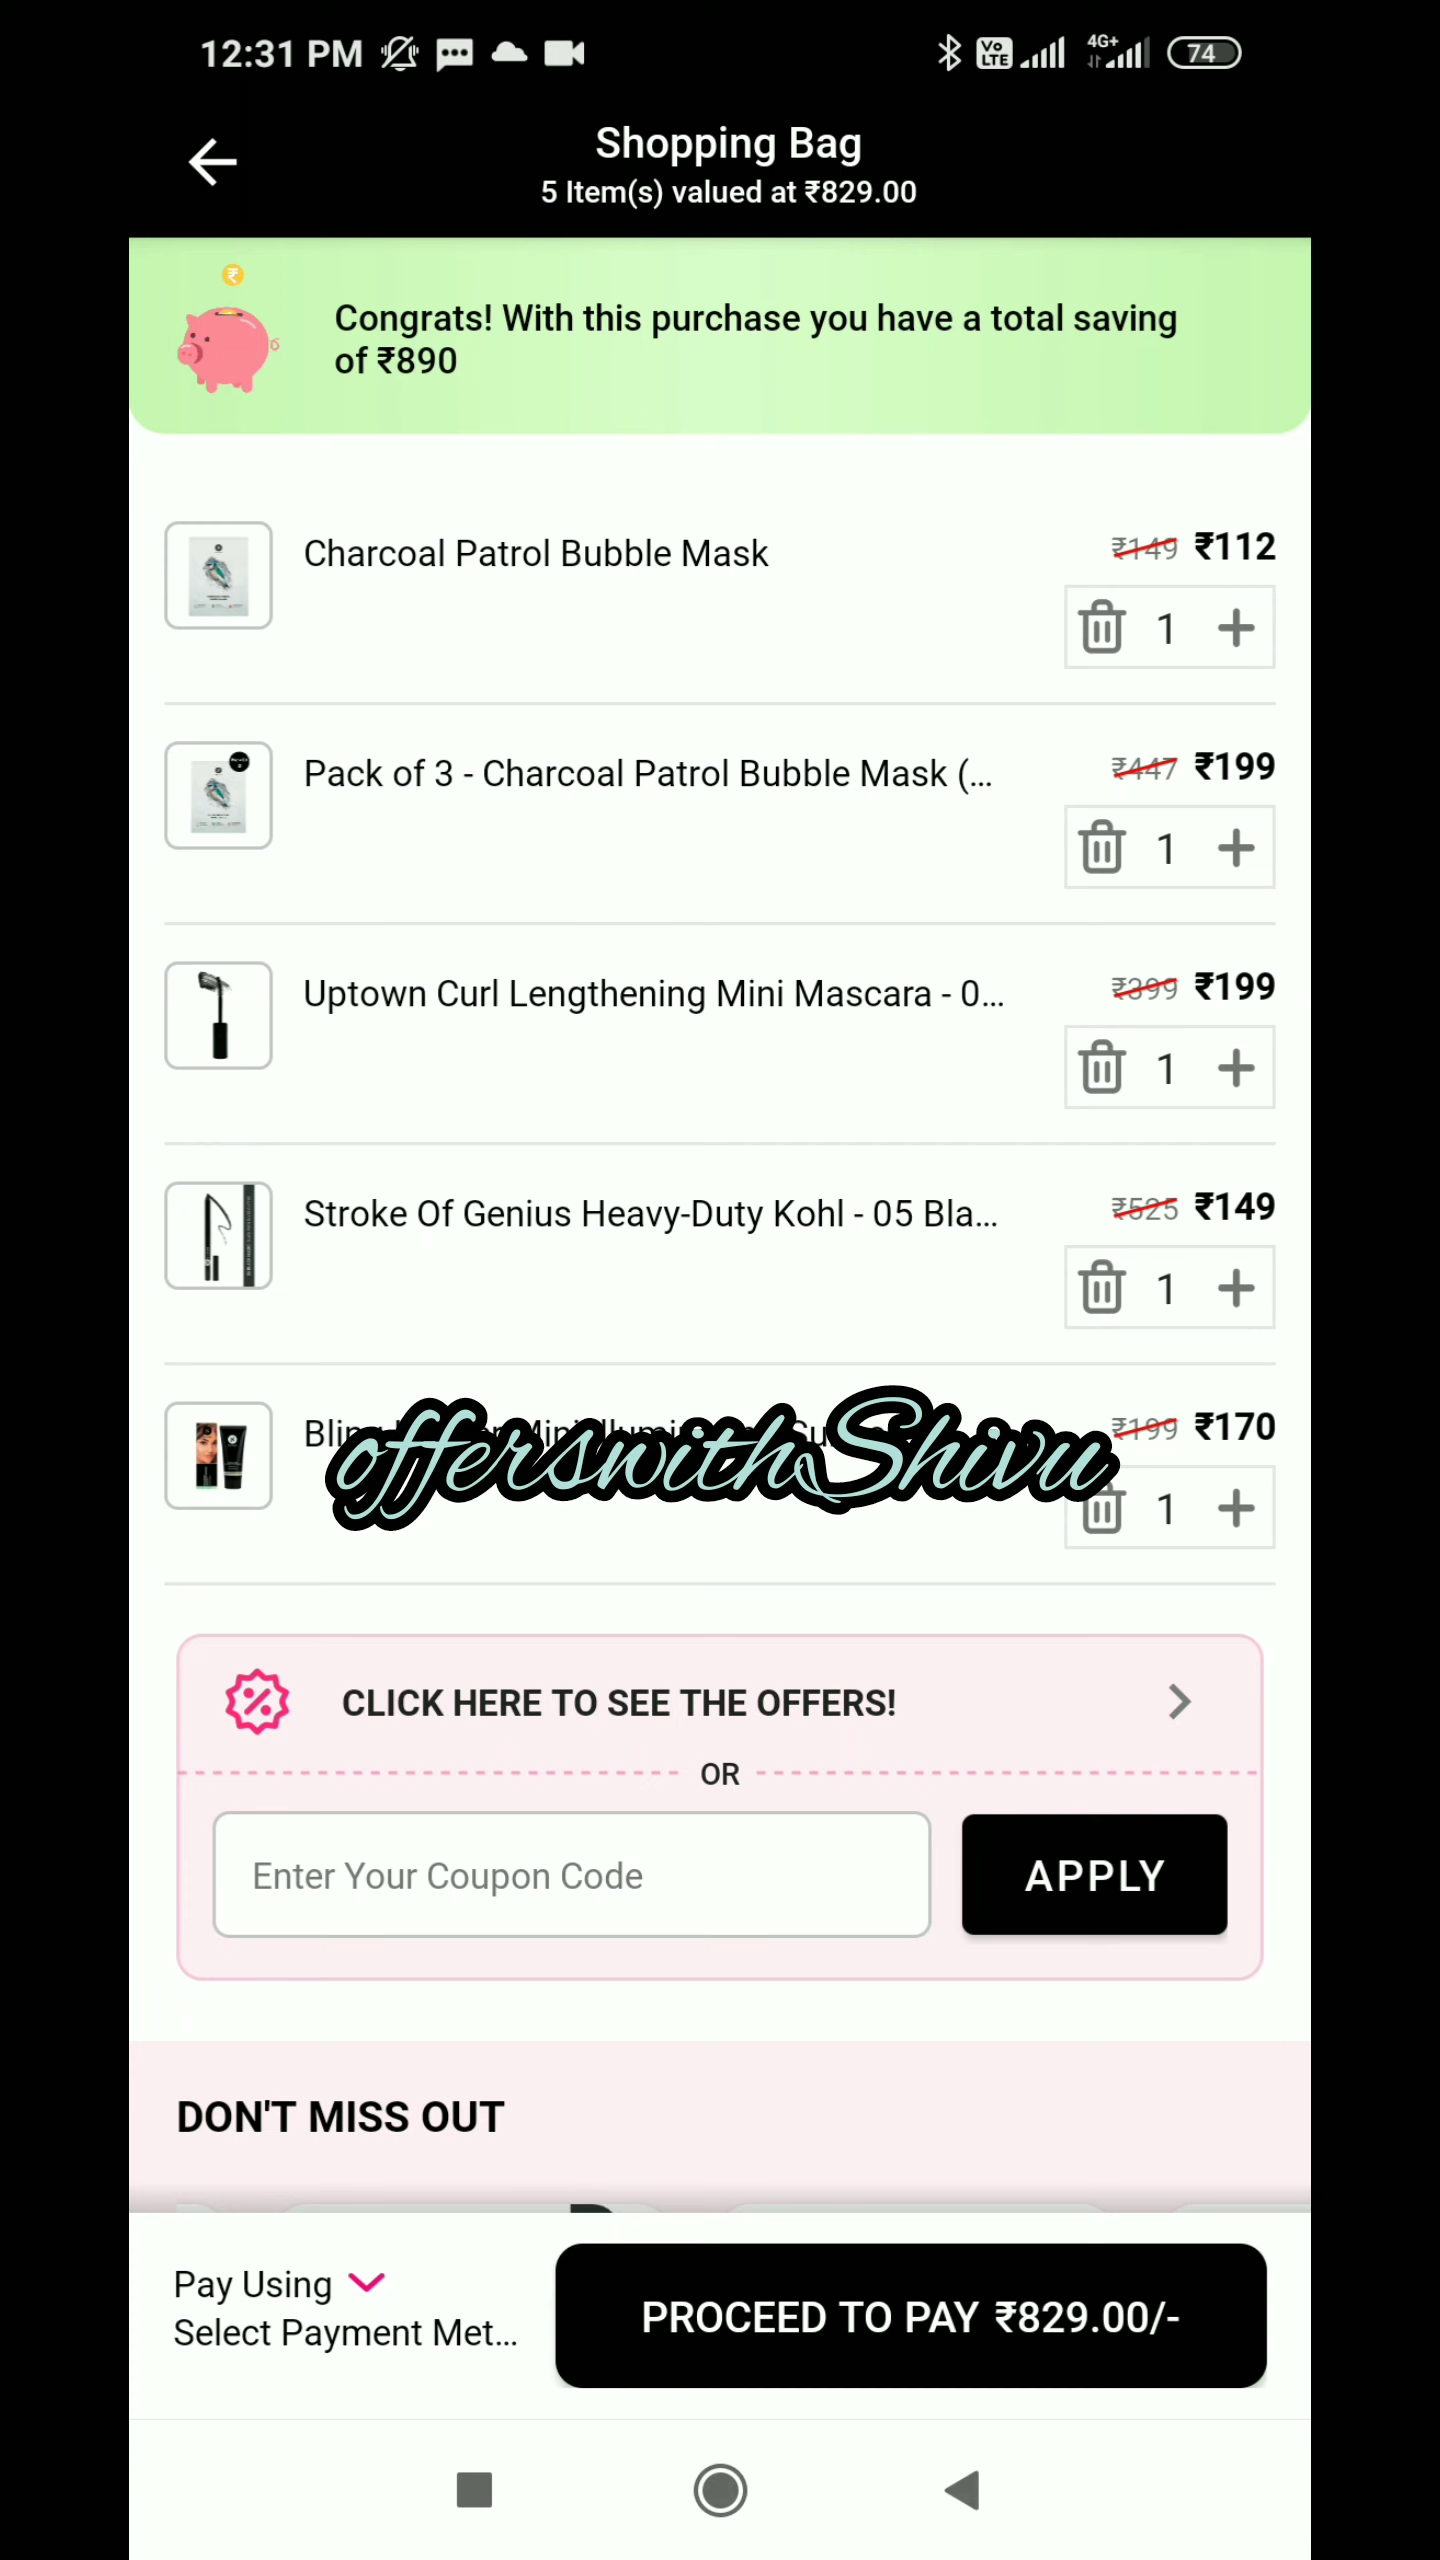 12:31 PM
Vo LTE 4G+ 74
Shopping Bag
5 Item(s) valued at ₹829.00
Congrats! With this purchase you have a total saving
of ₹890
Charcoal Patrol Bubble Mask ₹149 ₹112
1
Pack of 3 - Charcoal Patrol Bubble Mask (... ₹447 ₹199
1
Uptown Curl Lengthening Mini Mascara - 0... ₹399 ₹199
1
Stroke Of Genius Heavy-Duty Kohl - 05 Bla... ₹525 ₹149
1
₹199 ₹170
offerswithShivu
1
CLICK HERE TO SEE THE OFFERS!
OR
Enter Your Coupon Code
APPLY
DON'T MISS OUT
Pay Using
Select Payment Met...
PROCEED TO PAY ₹829.00/-